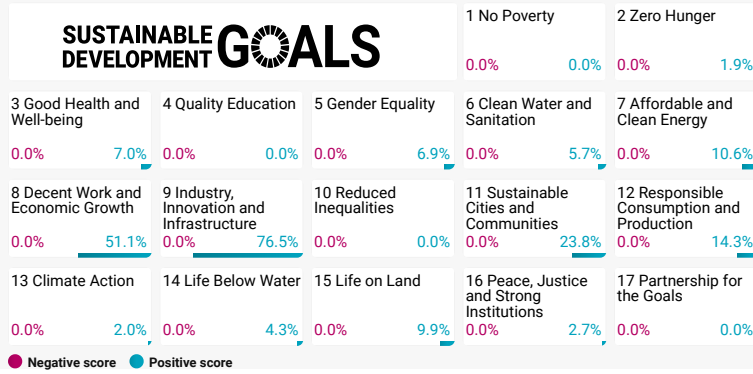 SUSTAINABLE
DEVELOPMENT
GOALS
1 No Poverty
0.0% 0.0%
2 Zero Hunger
0.0% 1.9%
3 Good Health and
Well-being
0.0% 7.0%
4 Quality Education
0.0% 0.0%
5 Gender Equality
0.0% 6.9%
6 Clean Water and
Sanitation
0.0% 5.7%
7 Affordable and
Clean Energy
0.0% 10.6%
8 Decent Work and
Economic Growth
0.0% 51.1%
9 Industry,
Innovation and
Infrastructure
0.0% 76.5%
10 Reduced
Inequalities
0.0% 0.0%
11 Sustainable
Cities and
Communities
0.0% 23.8%
12 Responsible
Consumption and
Production
0.0% 14.3%
13 Climate Action
0.0% 2.0%
14 Life Below Water
0.0% 4.3%
15 Life on Land
0.0% 9.9%
16 Peace, Justice
and Strong
Institutions
0.0% 2.7%
17 Partnership for
the Goals
0.0% 0.0%
Negative score Positive score